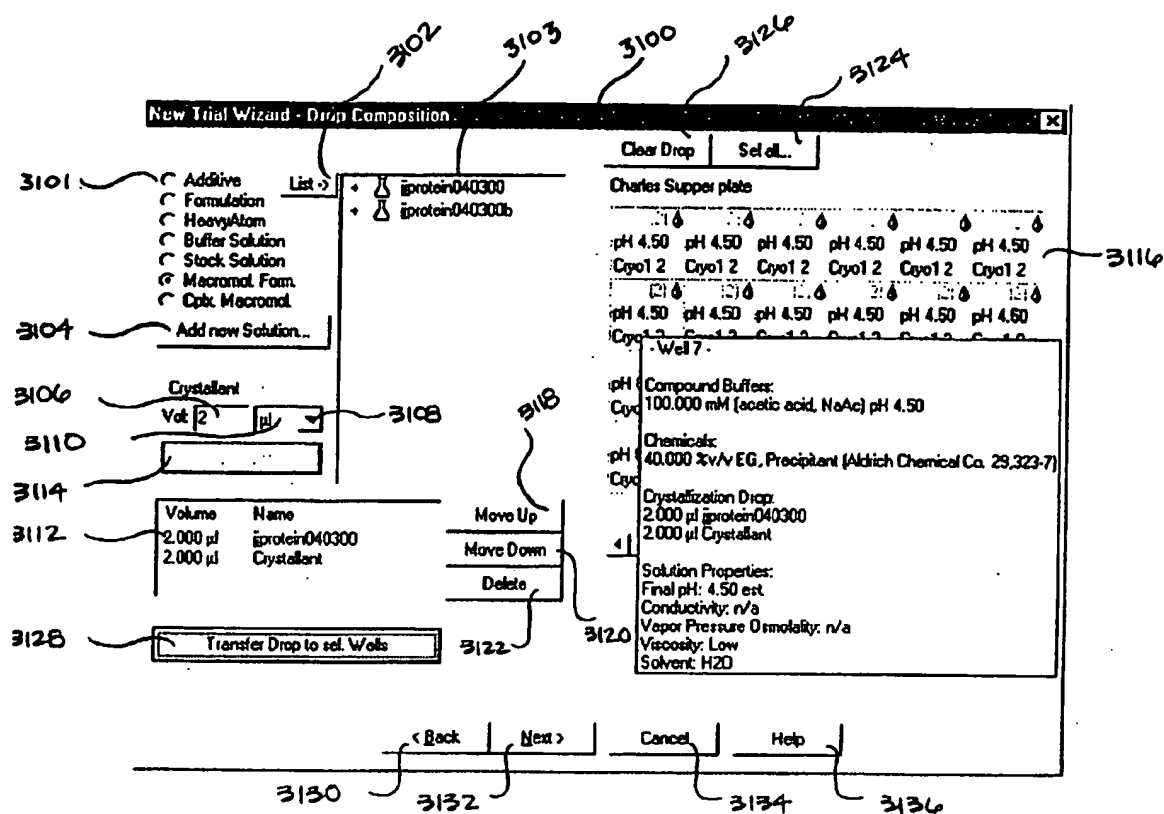 3102
3103
3100
3126
3124
New Trial Wizard - Drop Composition
Clear Drop
Sel all...
3101
Additive
Formulation
HeavyAtom
Buffer Solution
Stock Solution
Macromol. Form.
Cplx. Macromol.
List ->
+ jjprotein040300
+ jjprotein040300b
Charles Supper plate
pH 4.50 pH 4.50 pH 4.50 pH 4.50 pH 4.50 pH 4.50
Cryo1 2 Cryo1 2 Cryo1 2 Cryo1 2 Cryo1 2 Cryo1 2
3116
pH 4.50 pH 4.50 pH 4.50 pH 4.50 pH 4.50 pH 4.60
3104
Add new Solution...
Crystallant
3106
Vol: 2 µl
3108
3110
3114
3118
- Well 7 -
Compound Buffers:
100.000 mM (acetic acid, NaAc) pH 4.50
Chemicals:
40.000 %v/v EG, Precipitant (Aldrich Chemical Co. 29,323-7)
Crystallization Drop:
2.000 µl jjprotein040300
2.000 µl Crystallant
Solution Properties:
Final pH: 4.50 est.
Conductivity: n/a
Vapor Pressure Osmolality: n/a
Viscosity: Low
Solvent: H2O
3112
Volume Name
2.000 µl jjprotein040300
2.000 µl Crystallant
Move Up
Move Down
Delete
3120
3122
3128
Transfer Drop to sel. Wells
< Back
Next >
Cancel
Help
3130
3132
3134
3136